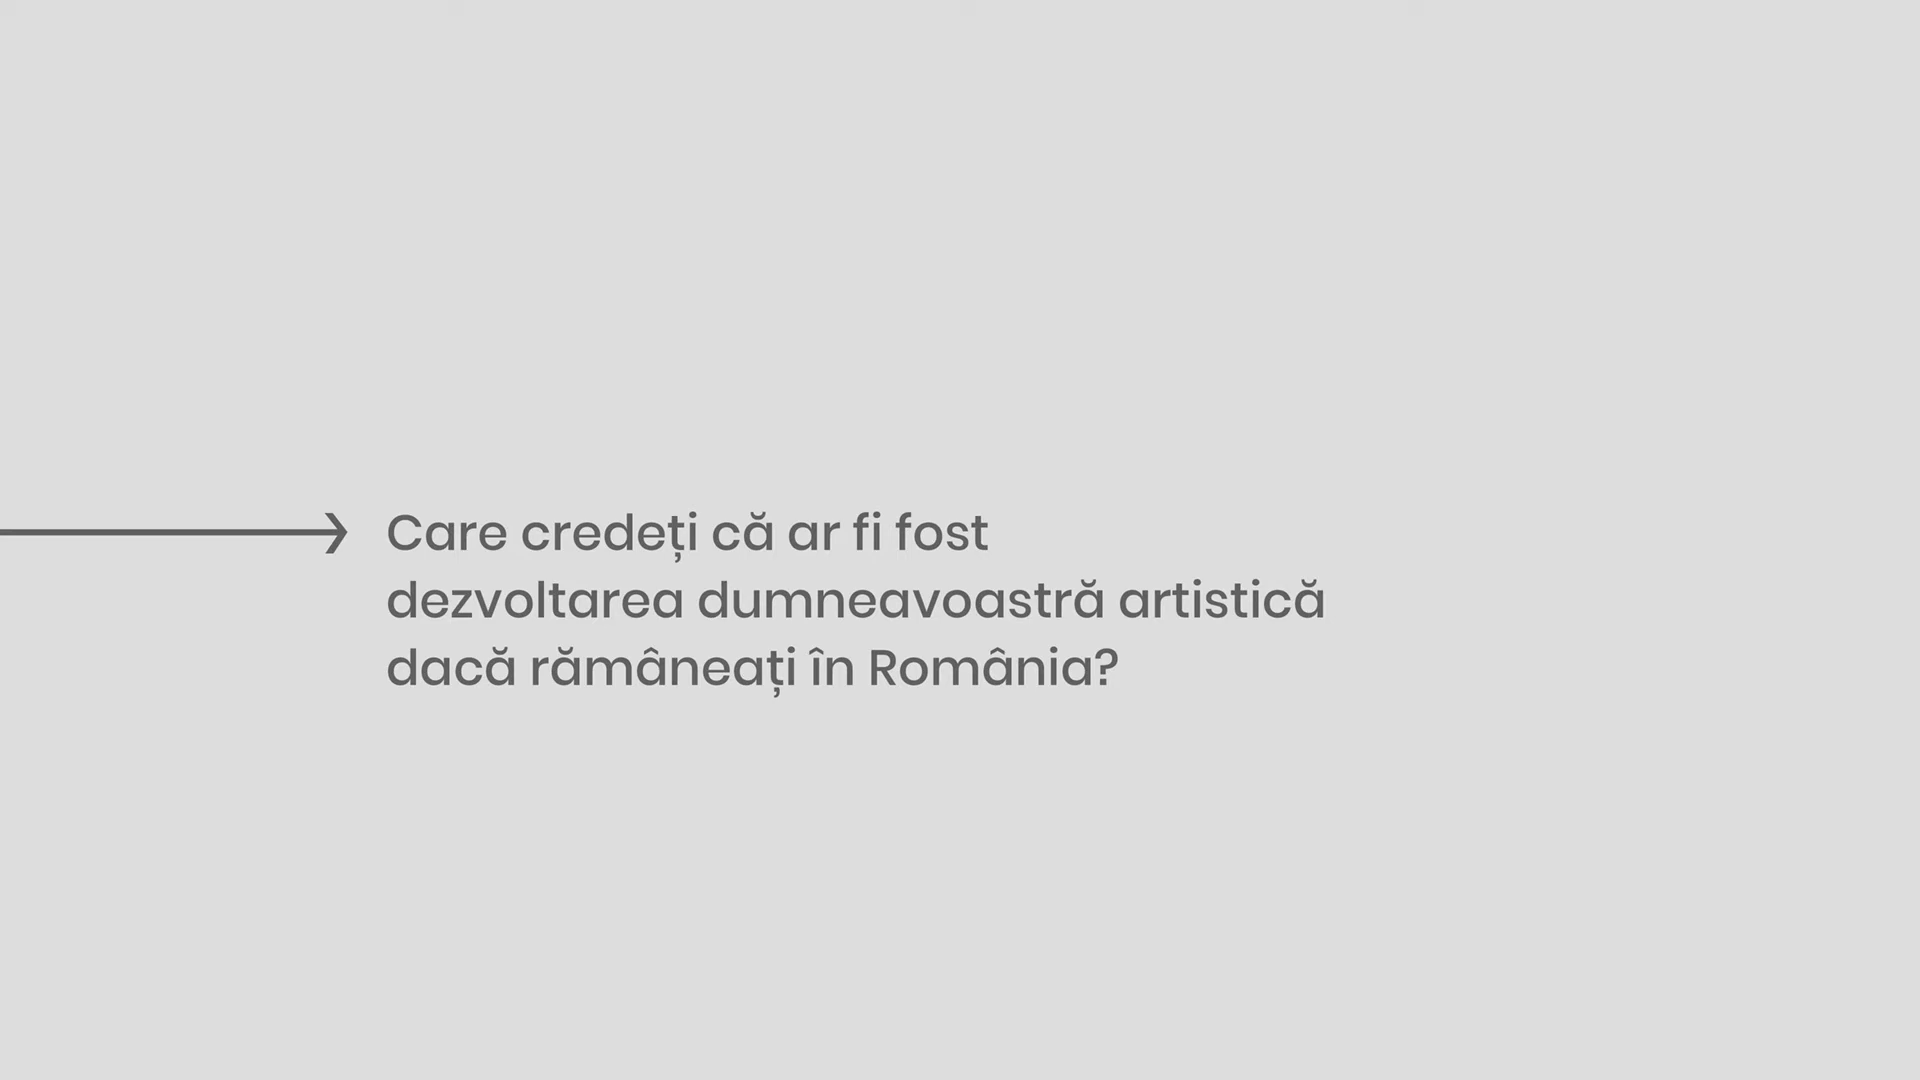 Care credeți că ar fi fost
dezvoltarea dumneavoastră artistică
dacă rămâneați în România?